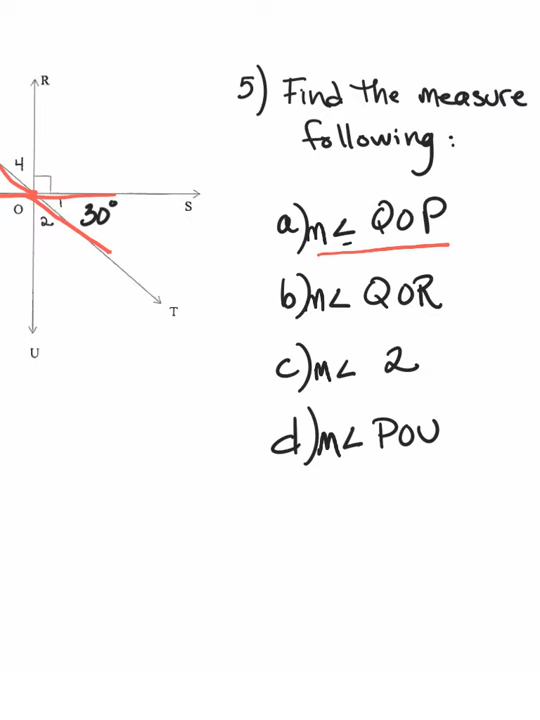 R
4
S
O
1
30°
2
T
U
5) Find the measure
following:
a) m∠ QOP
b) m∠ QOR
c) m∠ 2
d) m∠ POU